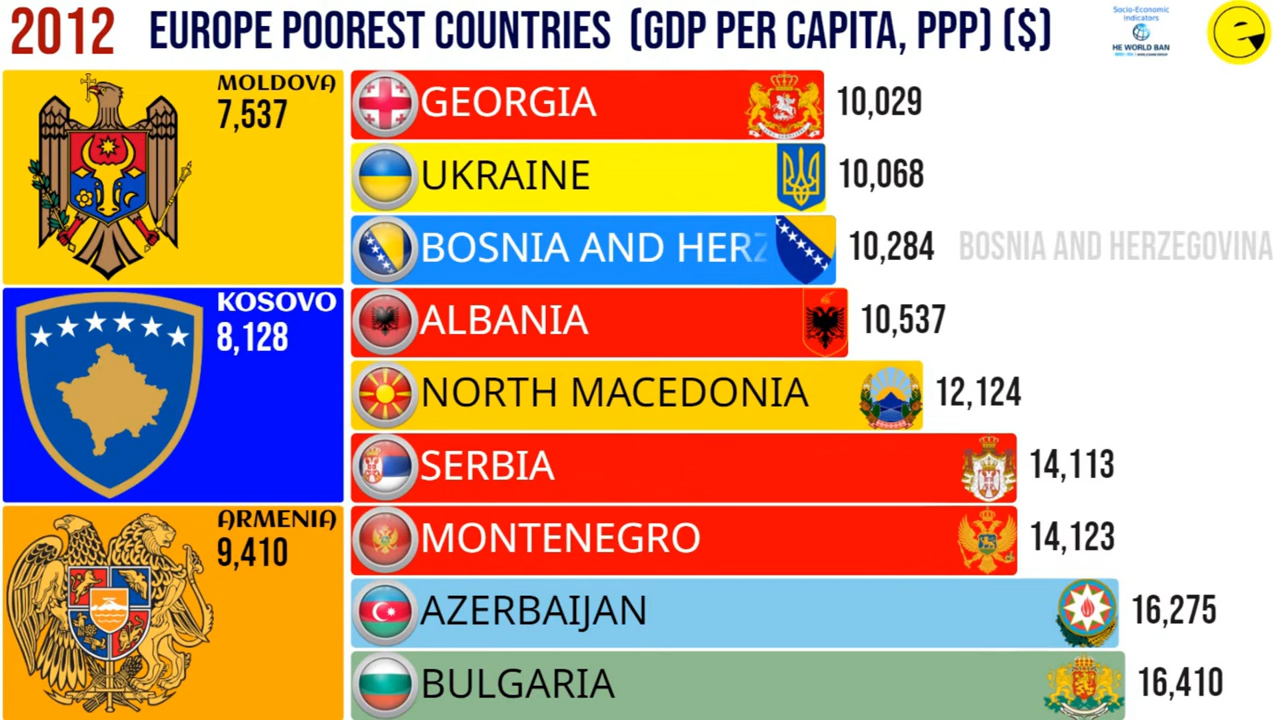 2012
EUROPE POOREST COUNTRIES (GDP PER CAPITA, PPP) ($)
Socio-Economic
Indicators
HE WORLD BAN
MOLDOVA
7,537
KOSOVO
8,128
ARMENIA
9,410
GEORGIA 10,029
UKRAINE 10,068
BOSNIA AND HERZ 10,284 BOSNIA AND HERZEGOVINA
ALBANIA 10,537
NORTH MACEDONIA 12,124
SERBIA 14,113
MONTENEGRO 14,123
AZERBAIJAN 16,275
BULGARIA 16,410